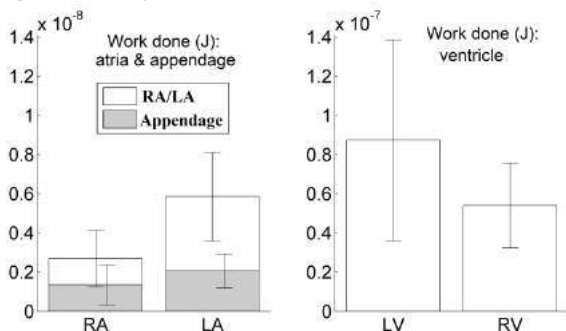 1.4 × 10⁻⁸
Work done (J):
atria & appendage
RA/LA
Appendage
1.2
1
0.8
0.6
0.4
0.2
0
RA LA
1.4 × 10⁻⁷
Work done (J):
ventricle
1.2
1
0.8
0.6
0.4
0.2
0
LV RV